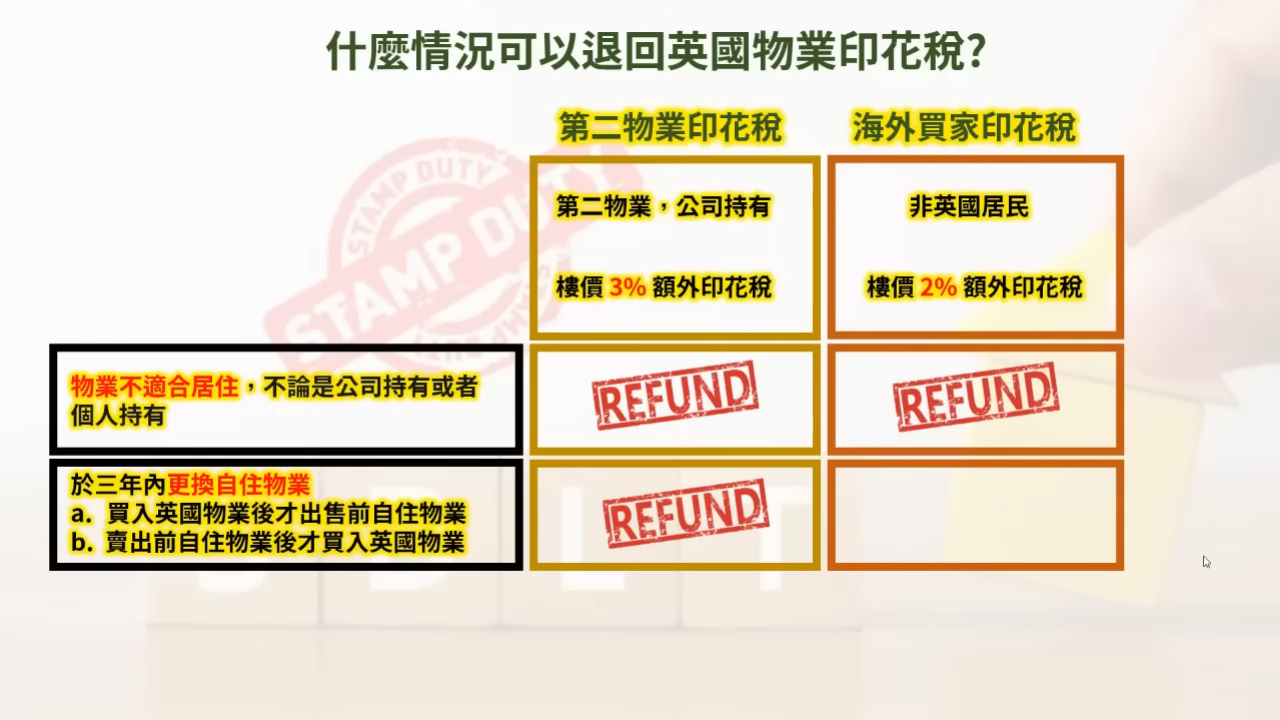 什麼情況可以退回英國物業印花稅?
第二物業印花稅
海外買家印花稅
第二物業，公司持有
樓價 3% 額外印花稅
非英國居民
樓價 2% 額外印花稅
物業不適合居住，不論是公司持有或者
個人持有
REFUND
REFUND
於三年內更換自住物業
a. 買入英國物業後才出售前自住物業
b. 賣出前自住物業後才買入英國物業
REFUND
STAMP DUTY
STAMP DUTY